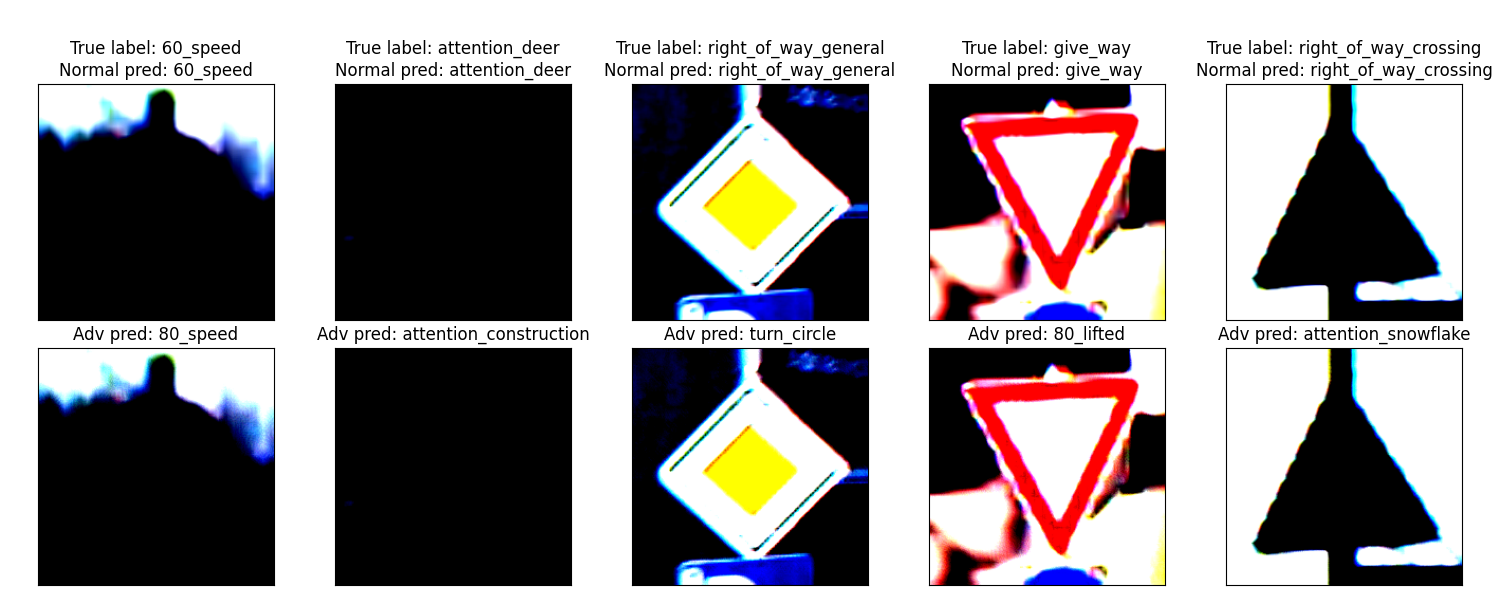 True label: 60_speed
Normal pred: 60_speed
True label: attention_deer
Normal pred: attention_deer
True label: right_of_way_general
Normal pred: right_of_way_general
True label: give_way
Normal pred: give_way
True label: right_of_way_crossing
Normal pred: right_of_way_crossing
Adv pred: 80_speed
Adv pred: attention_construction
Adv pred: turn_circle
Adv pred: 80_lifted
Adv pred: attention_snowflake